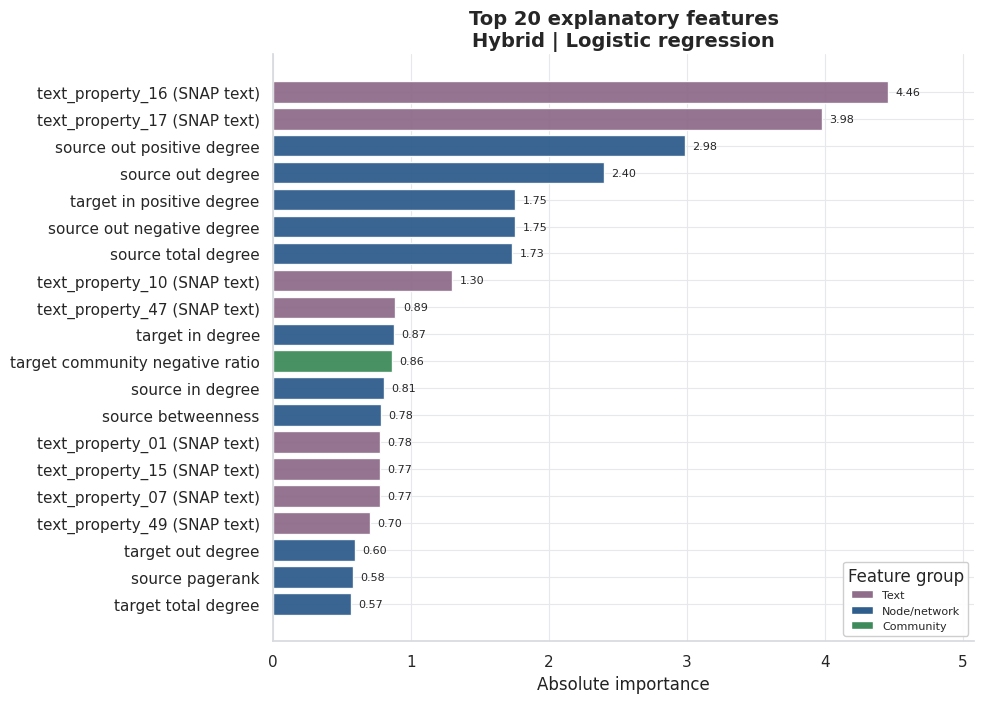 Top 20 explanatory features
Hybrid | Logistic regression
text_property_16 (SNAP text) 4.46
text_property_17 (SNAP text) 3.98
source out positive degree 2.98
source out degree 2.40
target in positive degree 1.75
source out negative degree 1.75
source total degree 1.73
text_property_10 (SNAP text) 1.30
text_property_47 (SNAP text) 0.89
target in degree 0.87
target community negative ratio 0.86
source in degree 0.81
source betweenness 0.78
text_property_01 (SNAP text) 0.78
text_property_15 (SNAP text) 0.77
text_property_07 (SNAP text) 0.77
text_property_49 (SNAP text) 0.70
target out degree 0.60
source pagerank 0.58
target total degree 0.57
Feature group
Text
Node/network
Community
0 1 2 3 4 5
Absolute importance